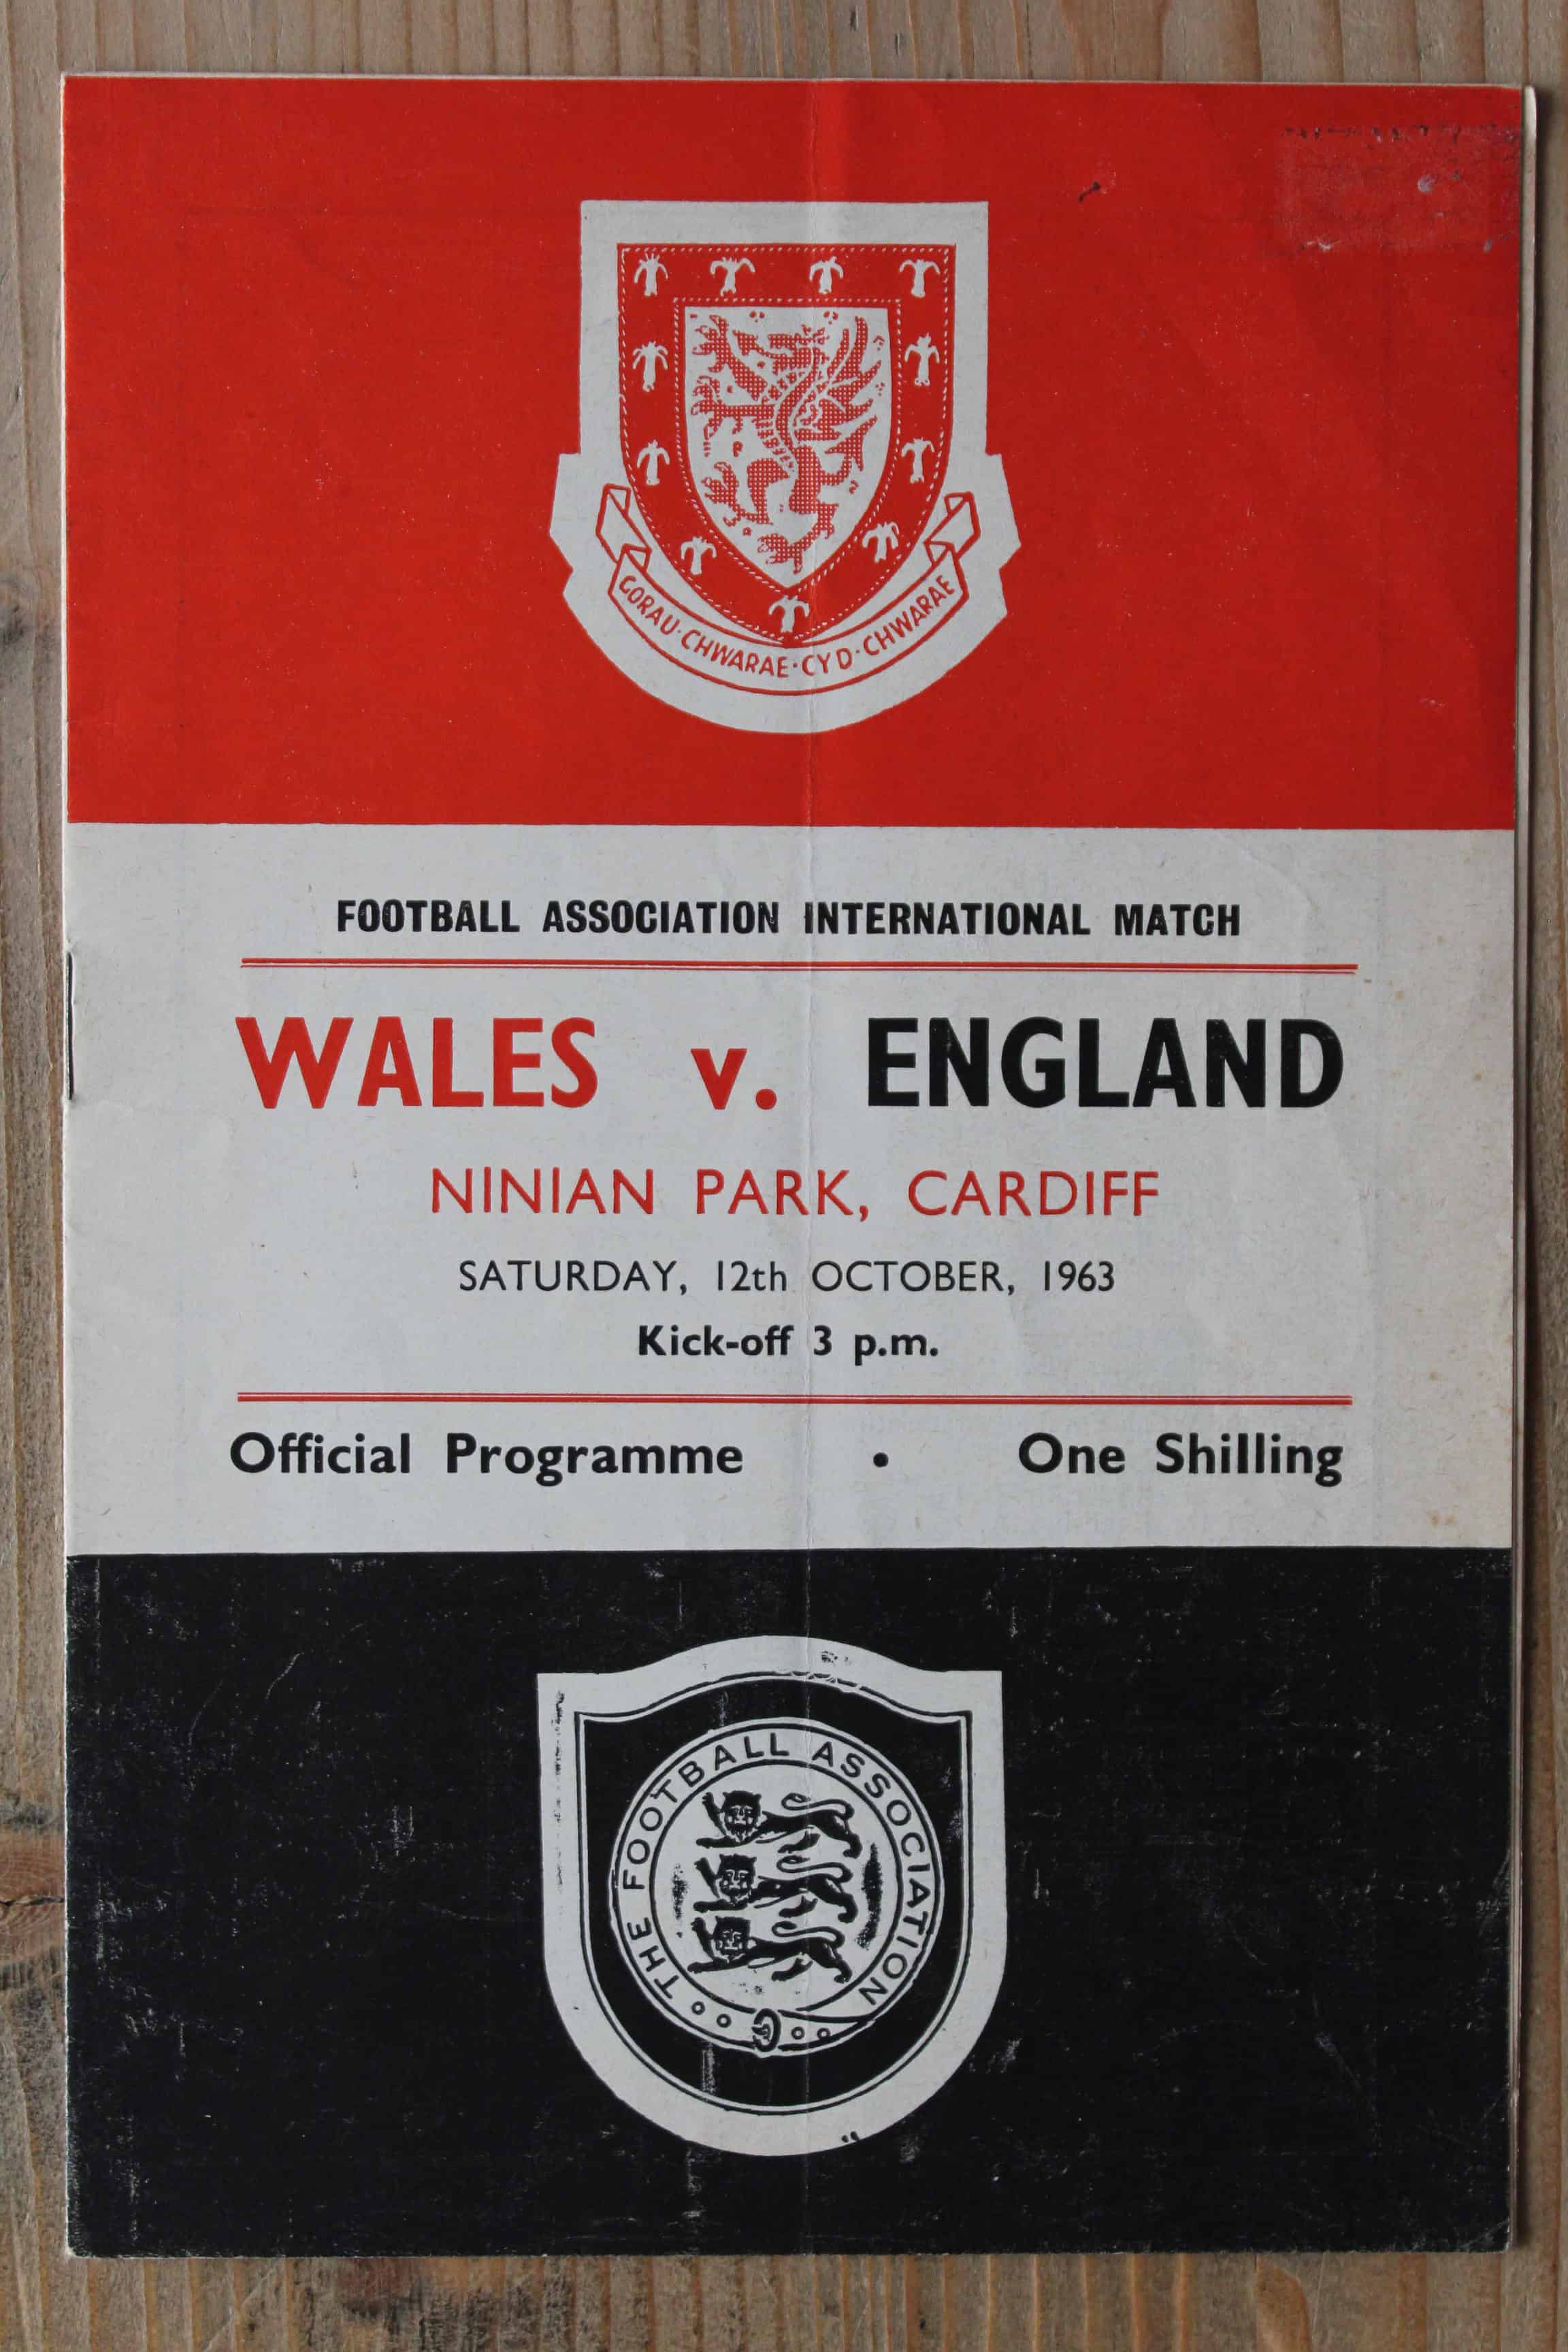 GORAU·CHWARAE·CYD·CHWARAE
FOOTBALL ASSOCIATION INTERNATIONAL MATCH
WALES v. ENGLAND
NINIAN PARK, CARDIFF
SATURDAY, 12th OCTOBER, 1963
Kick-off 3 p.m.
Official Programme • One Shilling
THE FOOTBALL ASSOCIATION